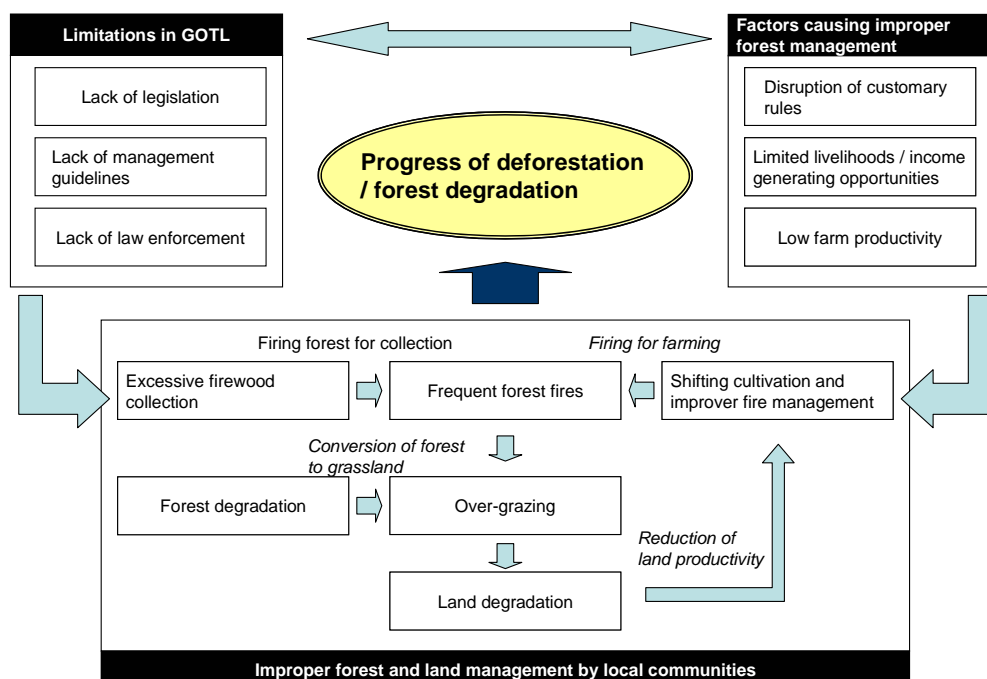 Limitations in GOTL
Lack of legislation
Lack of management
guidelines
Lack of law enforcement
Factors causing improper
forest management
Disruption of customary
rules
Limited livelihoods / income
generating opportunities
Low farm productivity
Progress of deforestation
/ forest degradation
Firing forest for collection
Firing for farming
Excessive firewood
collection
Frequent forest fires
Shifting cultivation and
improver fire management
Conversion of forest
to grassland
Forest degradation
Over-grazing
Reduction of
land productivity
Land degradation
Improper forest and land management by local communities